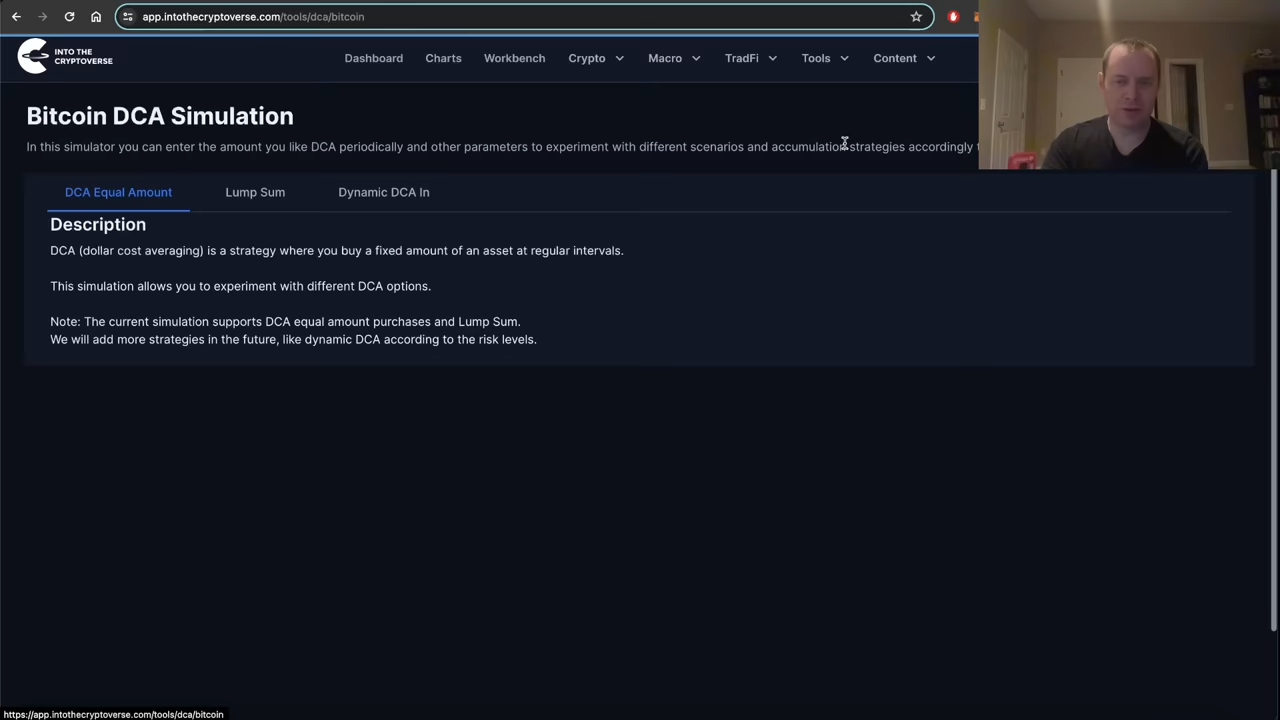 app.intothecryptoverse.com/tools/dca/bitcoin
INTO THE
CRYPTOVERSE
Dashboard
Charts
Workbench
Crypto
Macro
TradFi
Tools
Content
Bitcoin DCA Simulation
In this simulator you can enter the amount you like DCA periodically and other parameters to experiment with different scenarios and accumulation strategies accordingly
DCA Equal Amount
Lump Sum
Dynamic DCA In
Description
DCA (dollar cost averaging) is a strategy where you buy a fixed amount of an asset at regular intervals.
This simulation allows you to experiment with different DCA options.
Note: The current simulation supports DCA equal amount purchases and Lump Sum.
We will add more strategies in the future, like dynamic DCA according to the risk levels.
https://app.intothecryptoverse.com/tools/dca/bitcoin